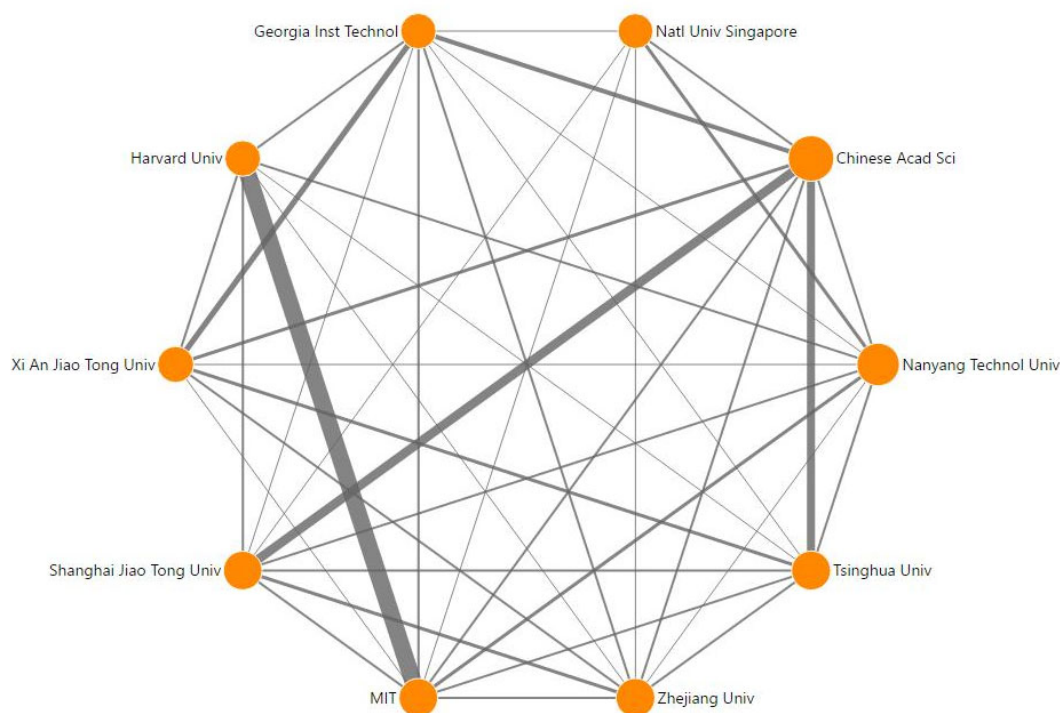 Georgia Inst Technol
Natl Univ Singapore
Harvard Univ
Chinese Acad Sci
Xi An Jiao Tong Univ
Nanyang Technol Univ
Shanghai Jiao Tong Univ
Tsinghua Univ
MIT
Zhejiang Univ